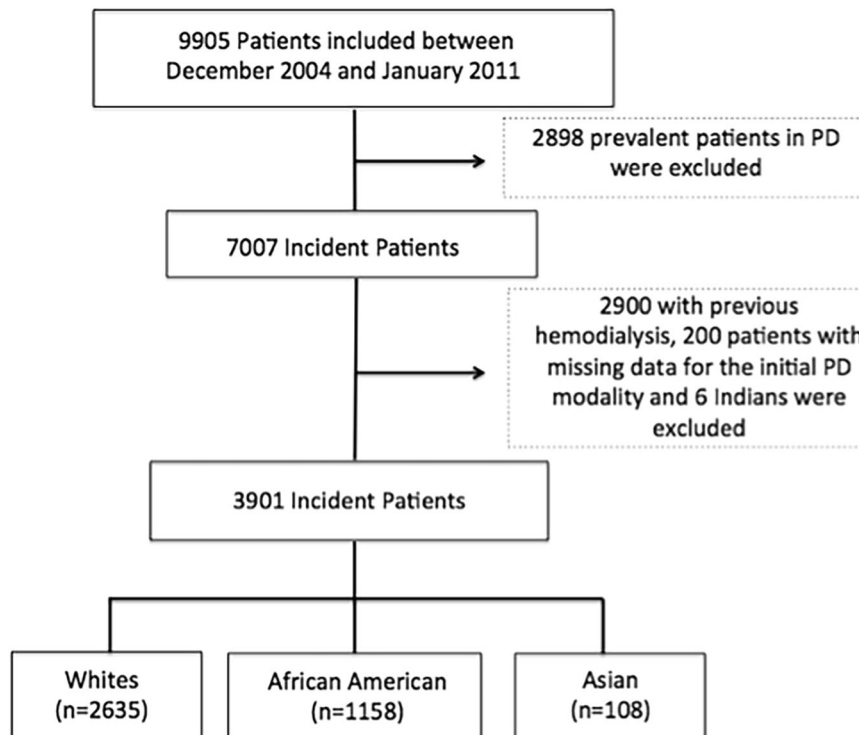 9905 Patients included between
December 2004 and January 2011
2898 prevalent patients in PD
were excluded
7007 Incident Patients
2900 with previous
hemodialysis, 200 patients with
missing data for the initial PD
modality and 6 Indians were
excluded
3901 Incident Patients
Whites
(n=2635)
African American
(n=1158)
Asian
(n=108)